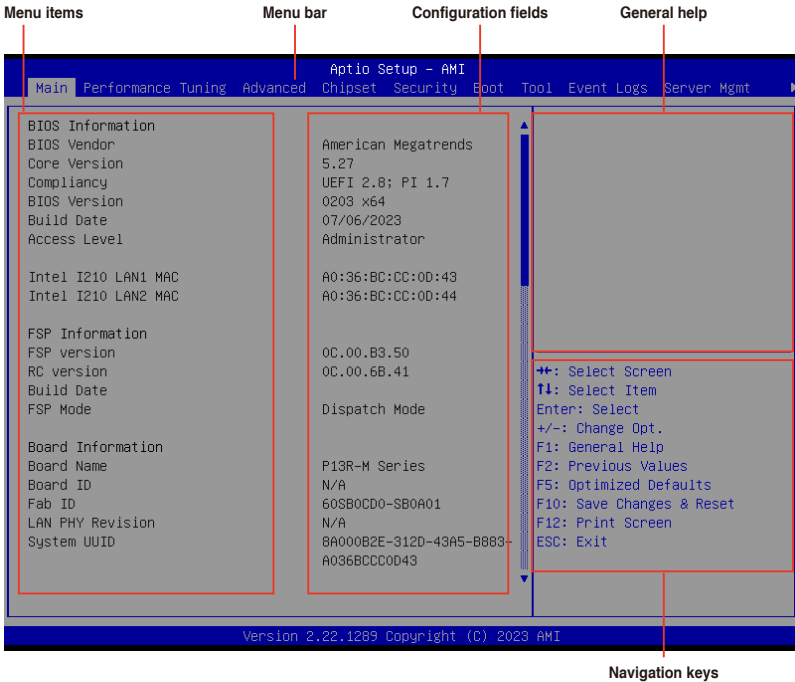 Menu items Menu bar Configuration fields General help
Aptio Setup - AMI
Main Performance Tuning Advanced Chipset Security Boot Tool Event Logs Server Mgmt
BIOS Information
BIOS Vendor American Megatrends
Core Version 5.27
Compliancy UEFI 2.8; PI 1.7
BIOS Version 0203 x64
Build Date 07/06/2023
Access Level Administrator
Intel I210 LAN1 MAC A0:36:BC:CC:0D:43
Intel I210 LAN2 MAC A0:36:BC:CC:0D:44
FSP Information
FSP version 0C.00.B3.50
RC version 0C.00.6B.41
Build Date
FSP Mode Dispatch Mode
Board Information
Board Name P13R-M Series
Board ID N/A
Fab ID 60SB0CD0-SB0A01
LAN PHY Revision N/A
System UUID 8A000B2E-312D-43A5-B883-
A036BCCC0D43
→←: Select Screen
↑↓: Select Item
Enter: Select
+/-: Change Opt.
F1: General Help
F2: Previous Values
F5: Optimized Defaults
F10: Save Changes & Reset
F12: Print Screen
ESC: Exit
Version 2.22.1289 Copyright (C) 2023 AMI
Navigation keys